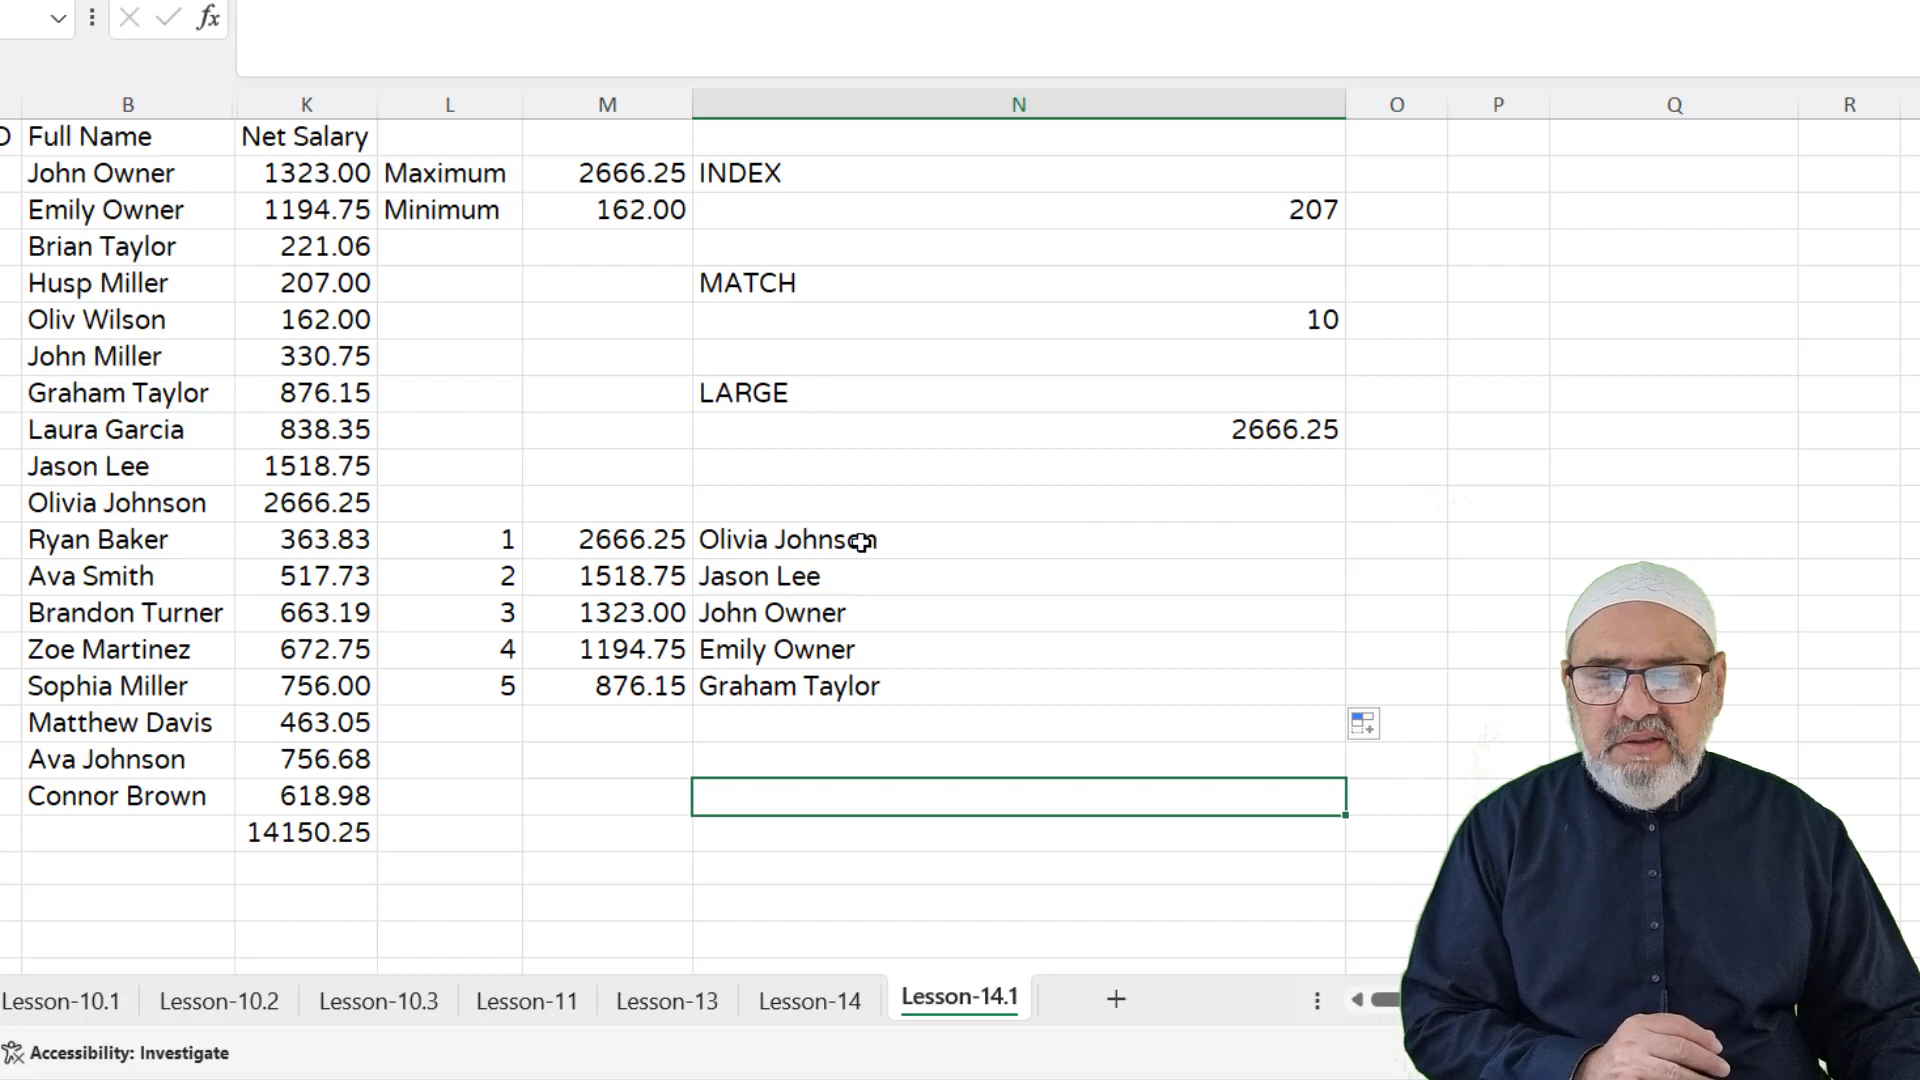 fx
B K L M N O P Q R
D Full Name Net Salary
John Owner 1323.00 Maximum 2666.25 INDEX
Emily Owner 1194.75 Minimum 162.00 207
Brian Taylor 221.06
Husp Miller 207.00 MATCH
Oliv Wilson 162.00 10
John Miller 330.75
Graham Taylor 876.15 LARGE
Laura Garcia 838.35 2666.25
Jason Lee 1518.75
Olivia Johnson 2666.25
Ryan Baker 363.83 1 2666.25 Olivia Johnson
Ava Smith 517.73 2 1518.75 Jason Lee
Brandon Turner 663.19 3 1323.00 John Owner
Zoe Martinez 672.75 4 1194.75 Emily Owner
Sophia Miller 756.00 5 876.15 Graham Taylor
Matthew Davis 463.05
Ava Johnson 756.68
Connor Brown 618.98
14150.25
Lesson-10.1 Lesson-10.2 Lesson-10.3 Lesson-11 Lesson-13 Lesson-14 Lesson-14.1
Accessibility: Investigate